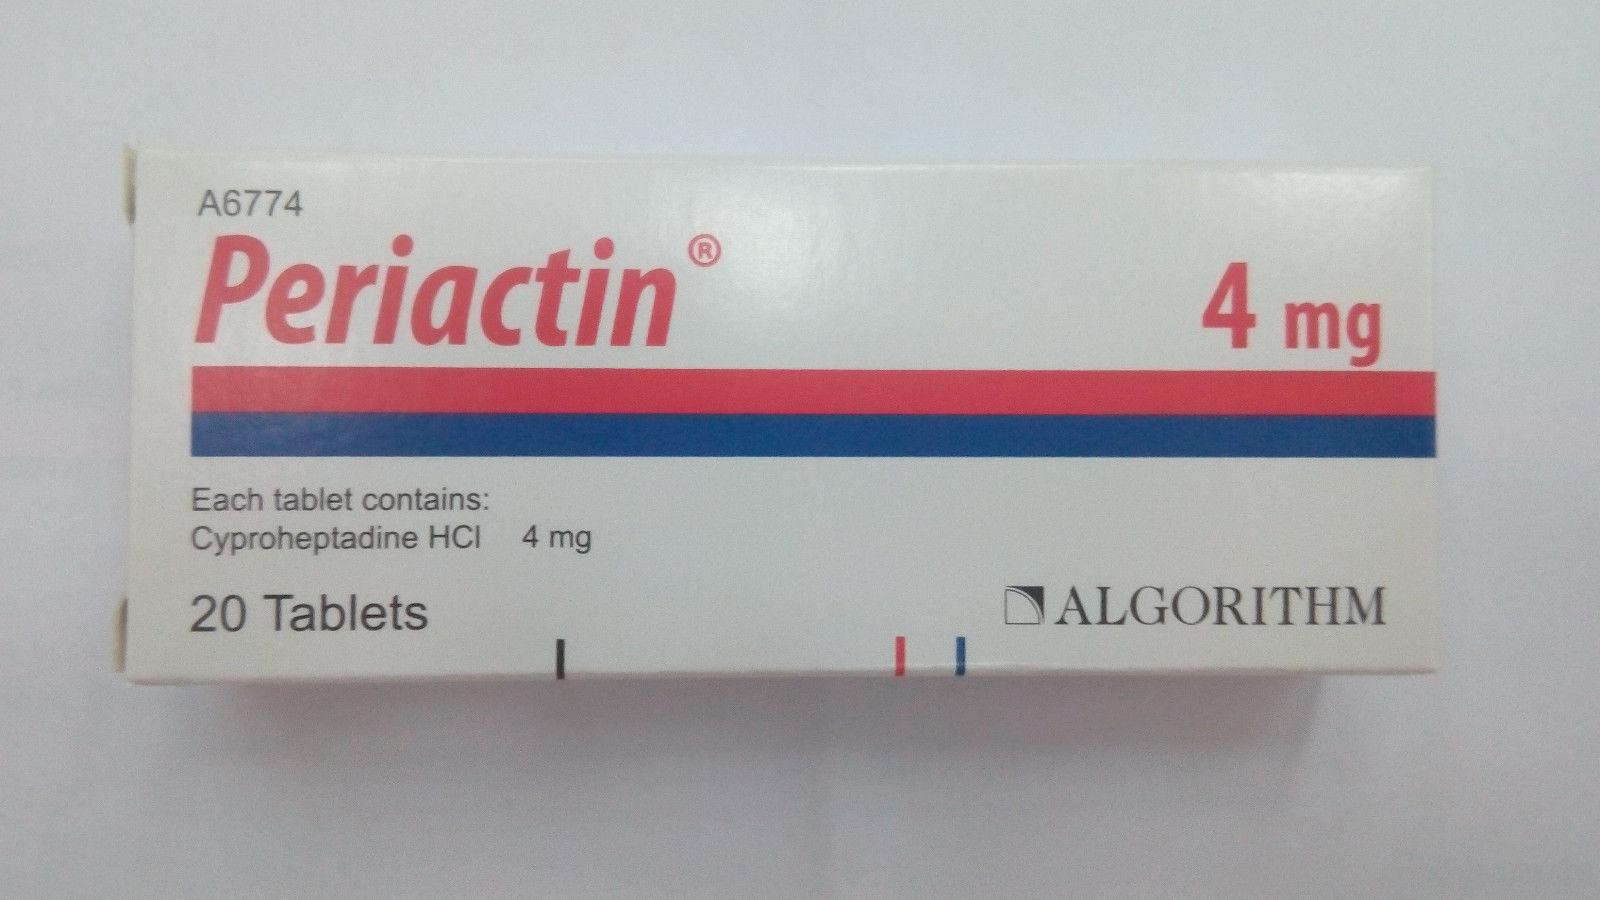 A6774
Periactin®
4 mg
Each tablet contains:
Cyproheptadine HCl 4 mg
20 Tablets
ALGORITHM